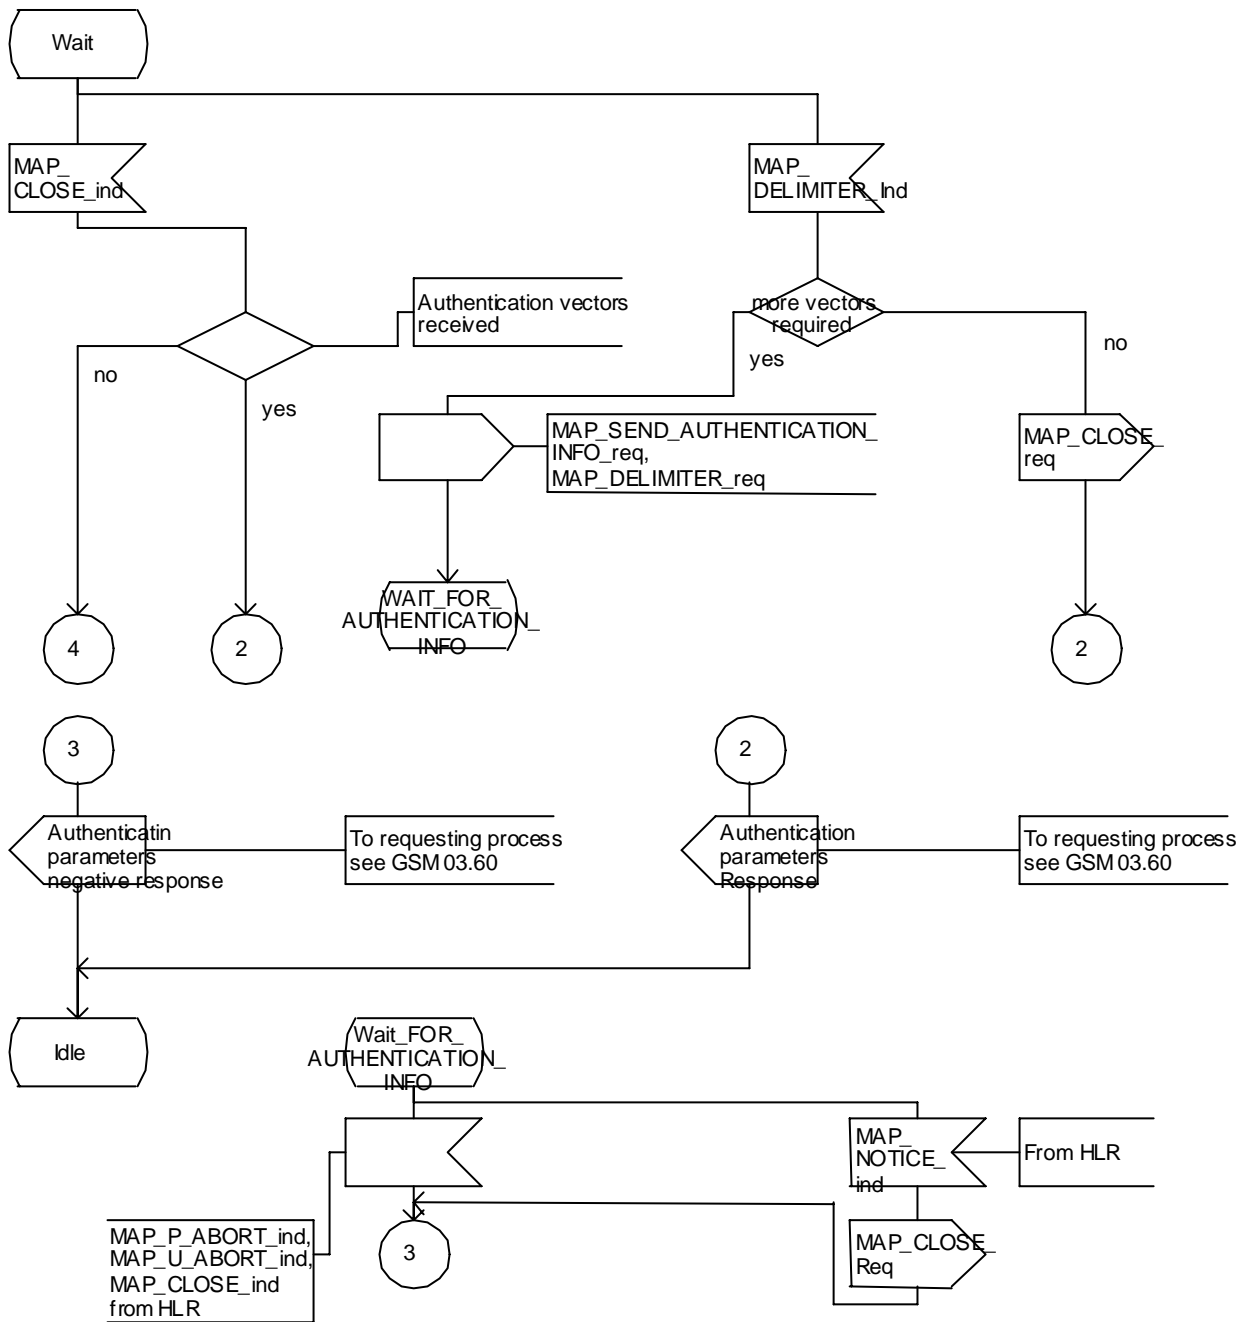 Wait
MAP_
CLOSE_ind
MAP_
DELIMITER_Ind
Authentication vectors
received
more vectors
required
no
yes
yes
no
MAP_SEND_AUTHENTICATION_
INFO_req,
MAP_DELIMITER_req
MAP_CLOSE_
req
WAIT_FOR_
AUTHENTICATION_
INFO
4
2
2
3
2
Authenticatin
parameters
negative response
To requesting process
see GSM 03.60
Authentication
parameters
Response
To requesting process
see GSM 03.60
Idle
Wait_FOR_
AUTHENTICATION_
INFO
MAP_
NOTICE_
ind
From HLR
MAP_P_ABORT_ind,
MAP_U_ABORT_ind,
MAP_CLOSE_ind
from HLR
3
MAP_CLOSE_
Req